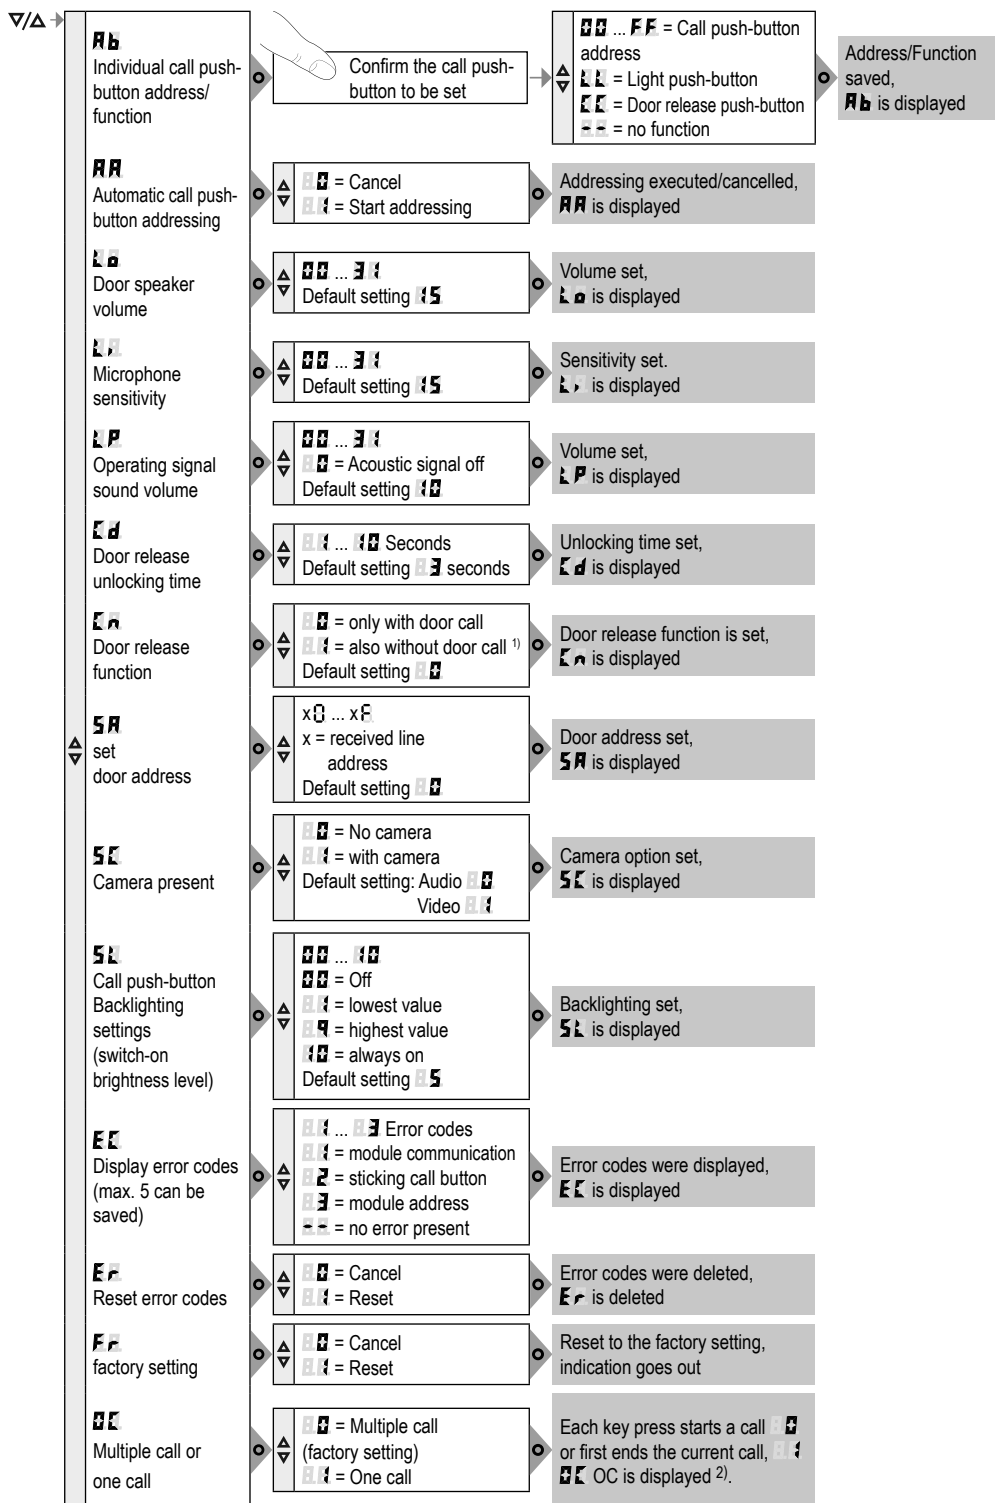 ▽/△
Ab
Individual call push-
button address/
function
Confirm the call push-
button to be set
00 ... FF = Call push-button
address
LL = Light push-button
CC = Door release push-button
-- = no function
Address/Function
saved,
Ab is displayed
AA
Automatic call push-
button addressing
0 = Cancel
1 = Start addressing
Addressing executed/cancelled,
AA is displayed
Lo
Door speaker
volume
00 ... 31
Default setting 15
Volume set,
Lo is displayed
Li
Microphone
sensitivity
00 ... 31
Default setting 15
Sensitivity set.
Li is displayed
LP
Operating signal
sound volume
00 ... 31
0 = Acoustic signal off
Default setting 10
Volume set,
LP is displayed
Cd
Door release
unlocking time
1 ... 10 Seconds
Default setting 3 seconds
Unlocking time set,
Cd is displayed
Cn
Door release
function
0 = only with door call
1 = also without door call 1)
Default setting 0
Door release function is set,
Cn is displayed
SA
set
door address
x0 ... xF
x = received line
address
Default setting 0
Door address set,
SA is displayed
SC
Camera present
0 = No camera
1 = with camera
Default setting: Audio 0
Video 1
Camera option set,
SC is displayed
SL
Call push-button
Backlighting
settings
(switch-on
brightness level)
00 ... 10
00 = Off
1 = lowest value
9 = highest value
10 = always on
Default setting 5
Backlighting set,
SL is displayed
EC
Display error codes
(max. 5 can be
saved)
1 ... 3 Error codes
1 = module communication
2 = sticking call button
3 = module address
-- = no error present
Error codes were displayed,
EC is displayed
Er
Reset error codes
0 = Cancel
1 = Reset
Error codes were deleted,
Er is deleted
Fr
factory setting
0 = Cancel
1 = Reset
Reset to the factory setting,
indication goes out
OC
Multiple call or
one call
0 = Multiple call
(factory setting)
1 = One call
Each key press starts a call 0
or first ends the current call, 1
OC OC is displayed 2).